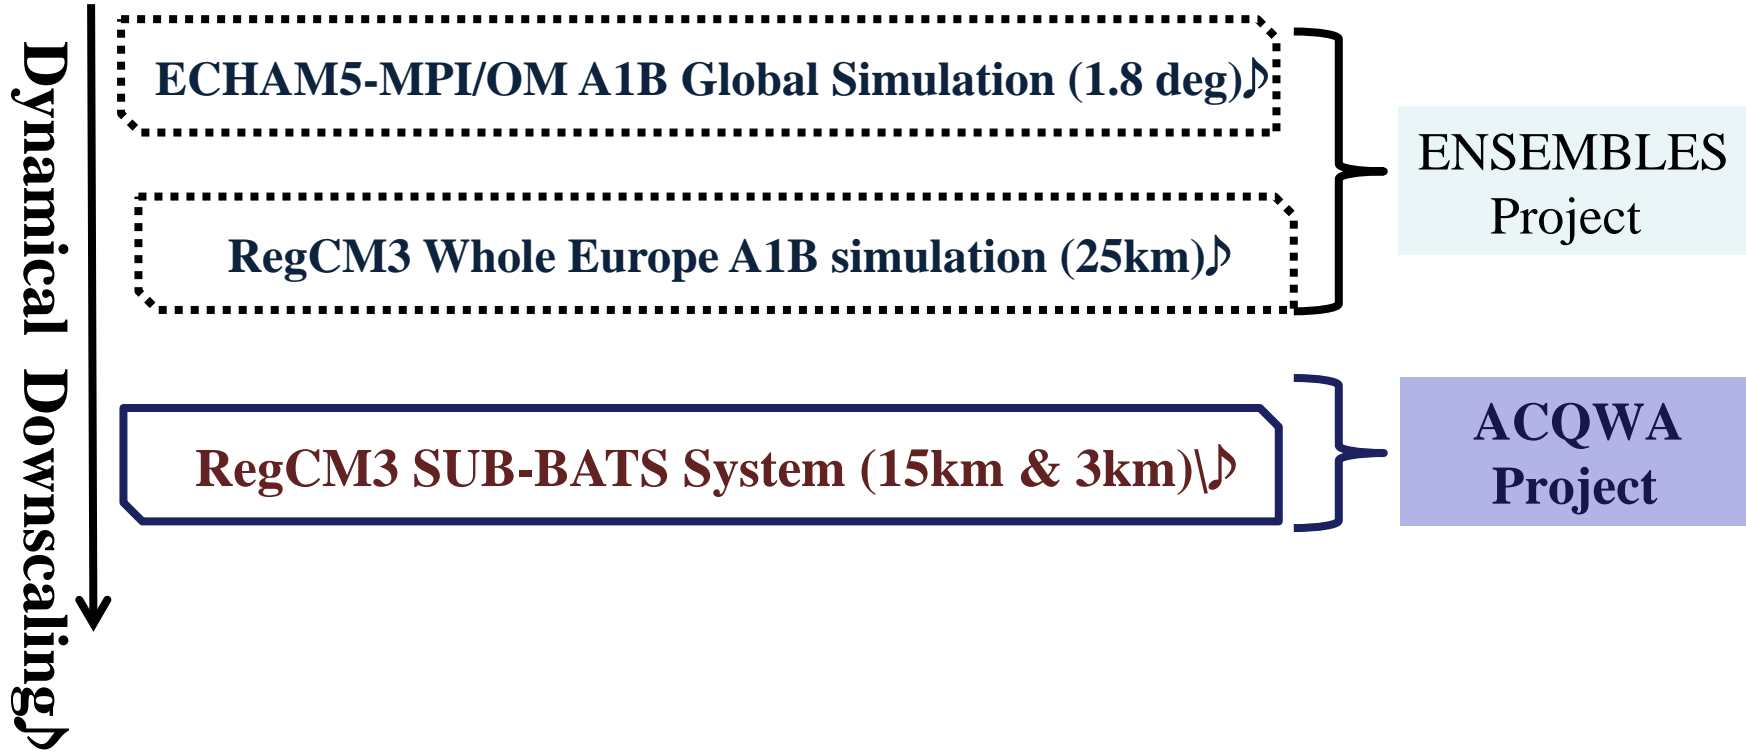 Dynamical Downscaling♪
ECHAM5-MPI/OM A1B Global Simulation (1.8 deg)♪
RegCM3 Whole Europe A1B simulation (25km)♪
ENSEMBLES
Project
RegCM3 SUB-BATS System (15km & 3km)\♪
ACQWA
Project